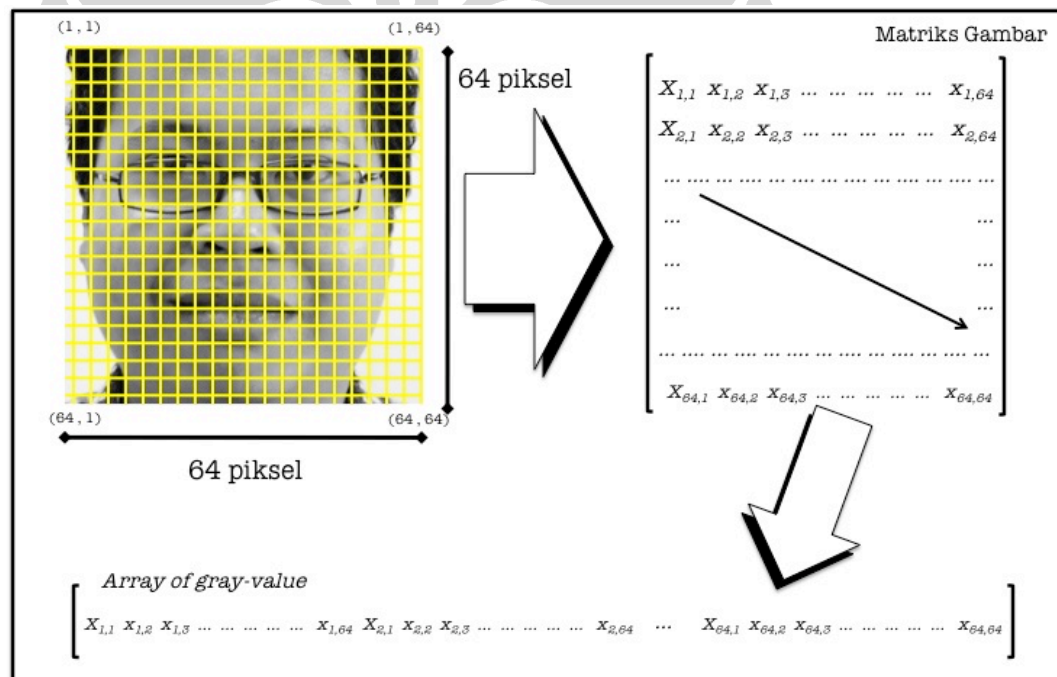 (1,1) (1,64)
64 piksel
(64,1) (64,64)
64 piksel
Matriks Gambar
X1,1 x1,2 x1,3 ... ... ... ... ... x1,64
X2,1 x2,2 x2,3 ... ... ... ... ... x2,64
... .... ... ... ... ... .... ... ... .... .... ...
... ...
... ...
... ...
... .... ... ... ... ... .... ... ... .... .... ...
X64,1 x64,2 x64,3 ... ... ... ... ... x64,64
Array of gray-value
X1,1 x1,2 x1,3 ... ... ... ... ... x1,64 X2,1 x2,2 x2,3 ... ... ... ... ... x2,64 ... X64,1 x64,2 x64,3 ... ... ... ... ... x64,64